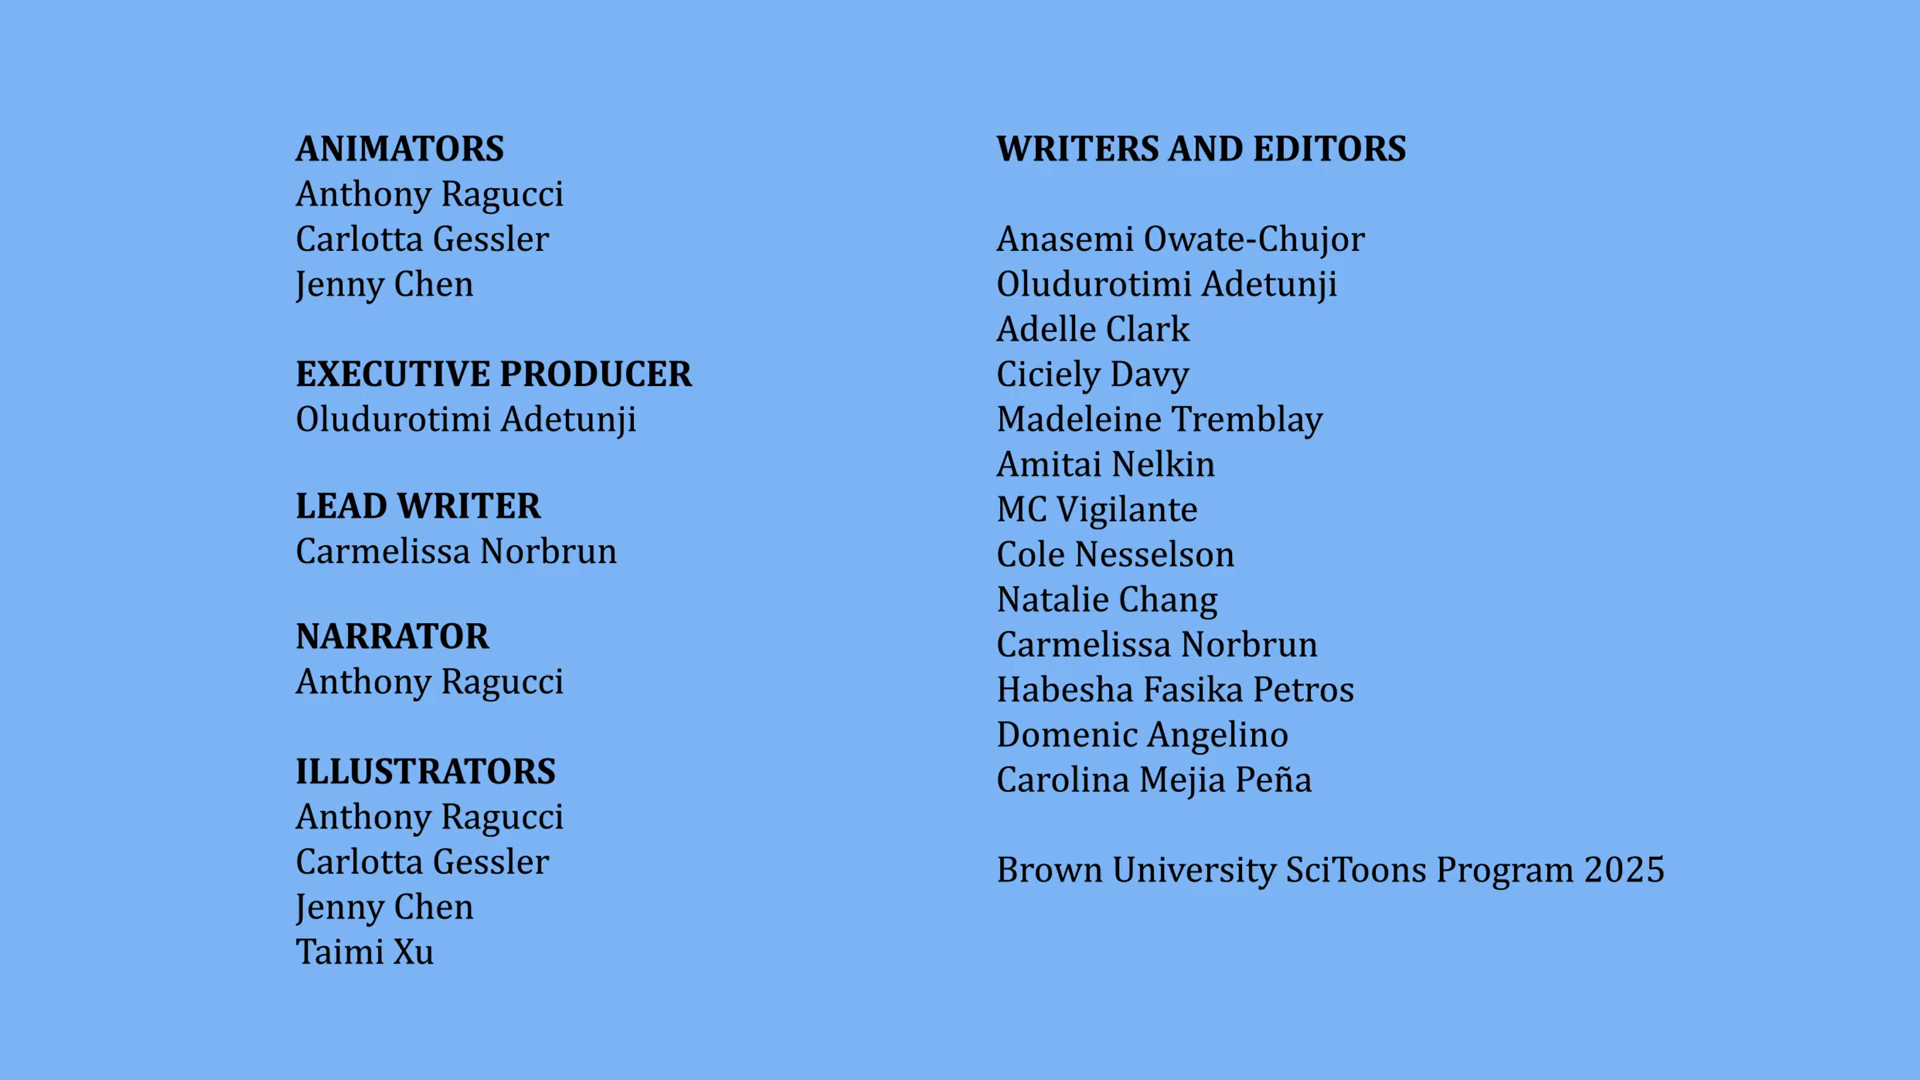 ANIMATORS
Anthony Ragucci
Carlotta Gessler
Jenny Chen
EXECUTIVE PRODUCER
Oludurotimi Adetunji
LEAD WRITER
Carmelissa Norbrun
NARRATOR
Anthony Ragucci
ILLUSTRATORS
Anthony Ragucci
Carlotta Gessler
Jenny Chen
Taimi Xu
WRITERS AND EDITORS
Anasemi Owate-Chujor
Oludurotimi Adetunji
Adelle Clark
Ciciely Davy
Madeleine Tremblay
Amitai Nelkin
MC Vigilante
Cole Nesselson
Natalie Chang
Carmelissa Norbrun
Habesha Fasika Petros
Domenic Angelino
Carolina Mejia Peña
Brown University SciToons Program 2025